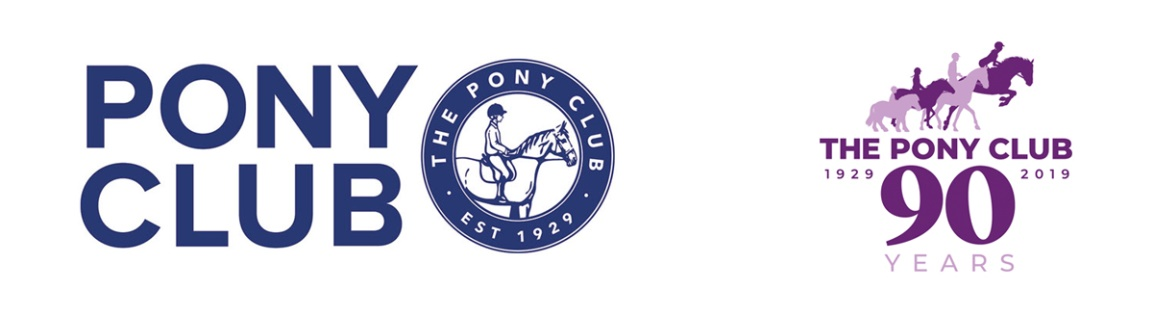 PONY
CLUB
THE PONY CLUB
· EST 1929 ·
THE PONY CLUB
1929 2019
90
YEARS